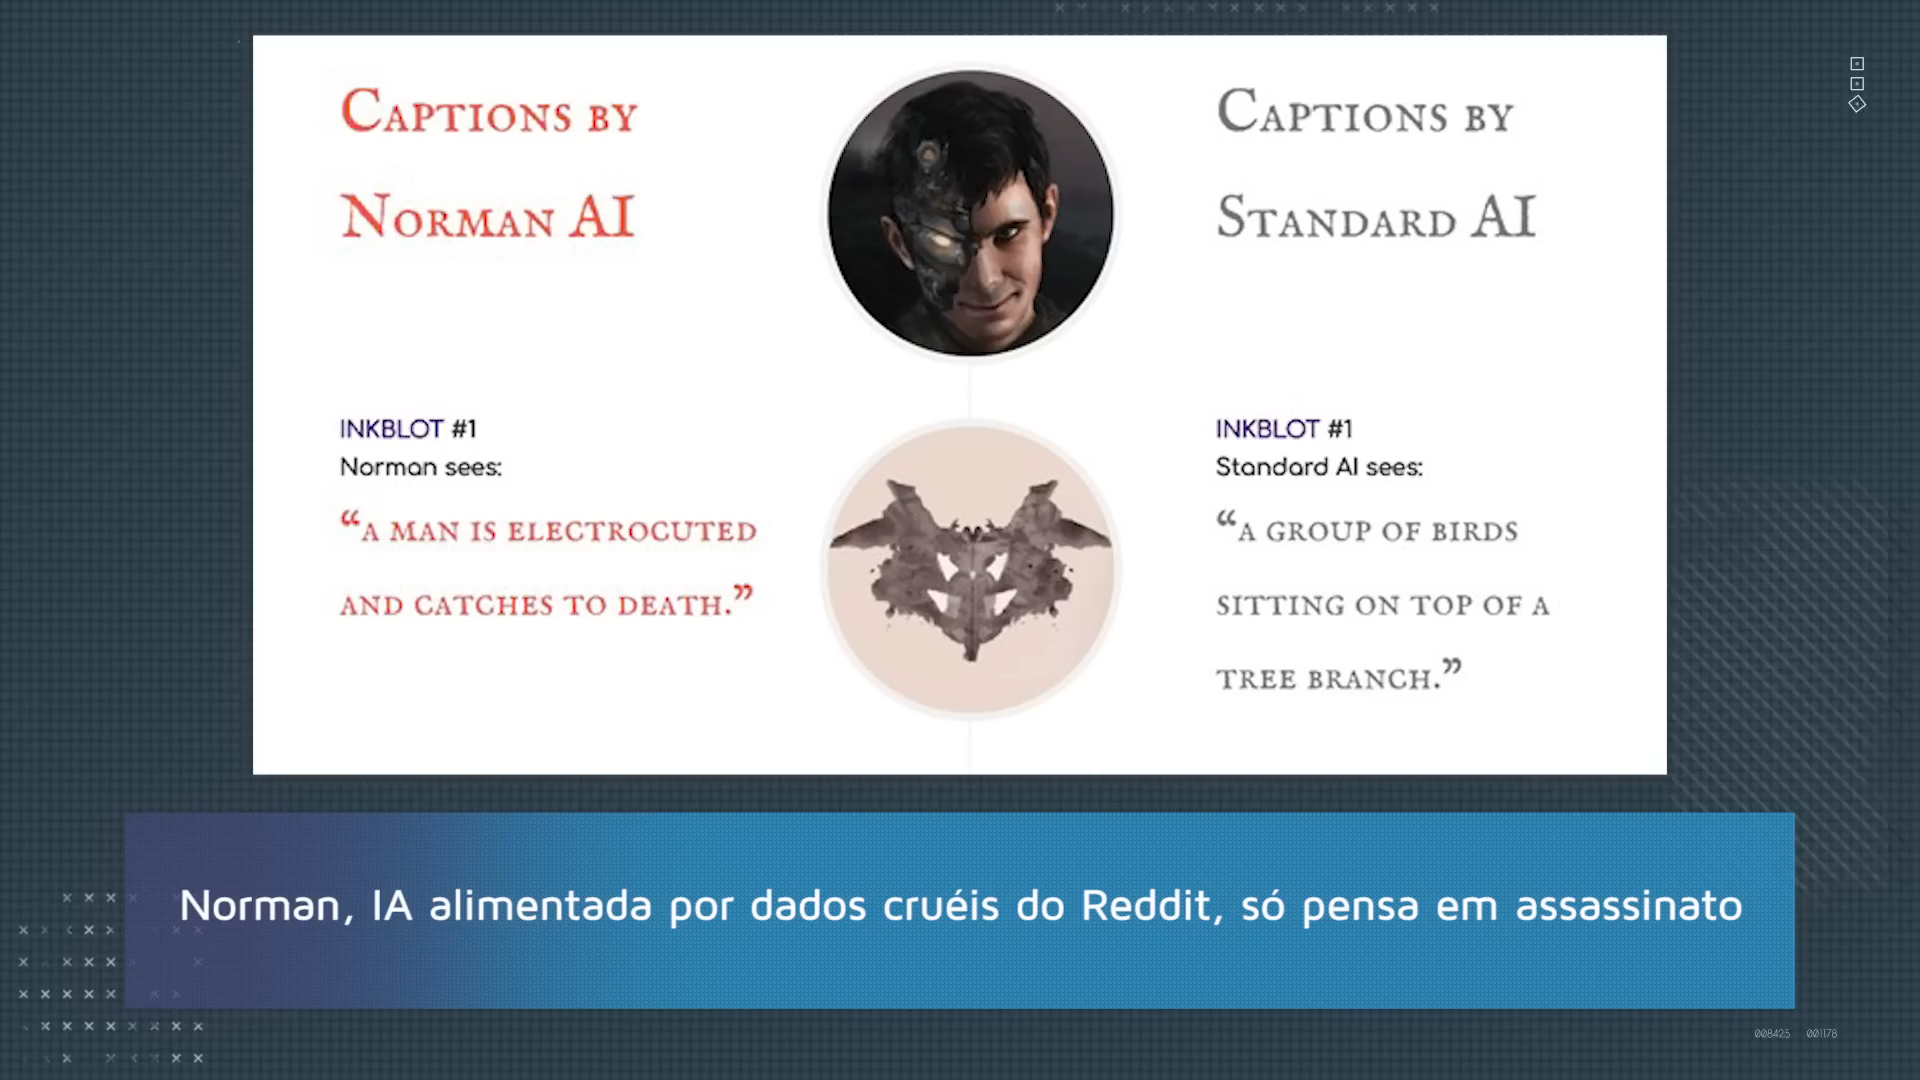 CAPTIONS BY
NORMAN AI
CAPTIONS BY
STANDARD AI
INKBLOT #1
Norman sees:
“A MAN IS ELECTROCUTED
AND CATCHES TO DEATH.”
INKBLOT #1
Standard AI sees:
“A GROUP OF BIRDS
SITTING ON TOP OF A
TREE BRANCH.”
Norman, IA alimentada por dados cruéis do Reddit, só pensa em assassinato
008425 001178